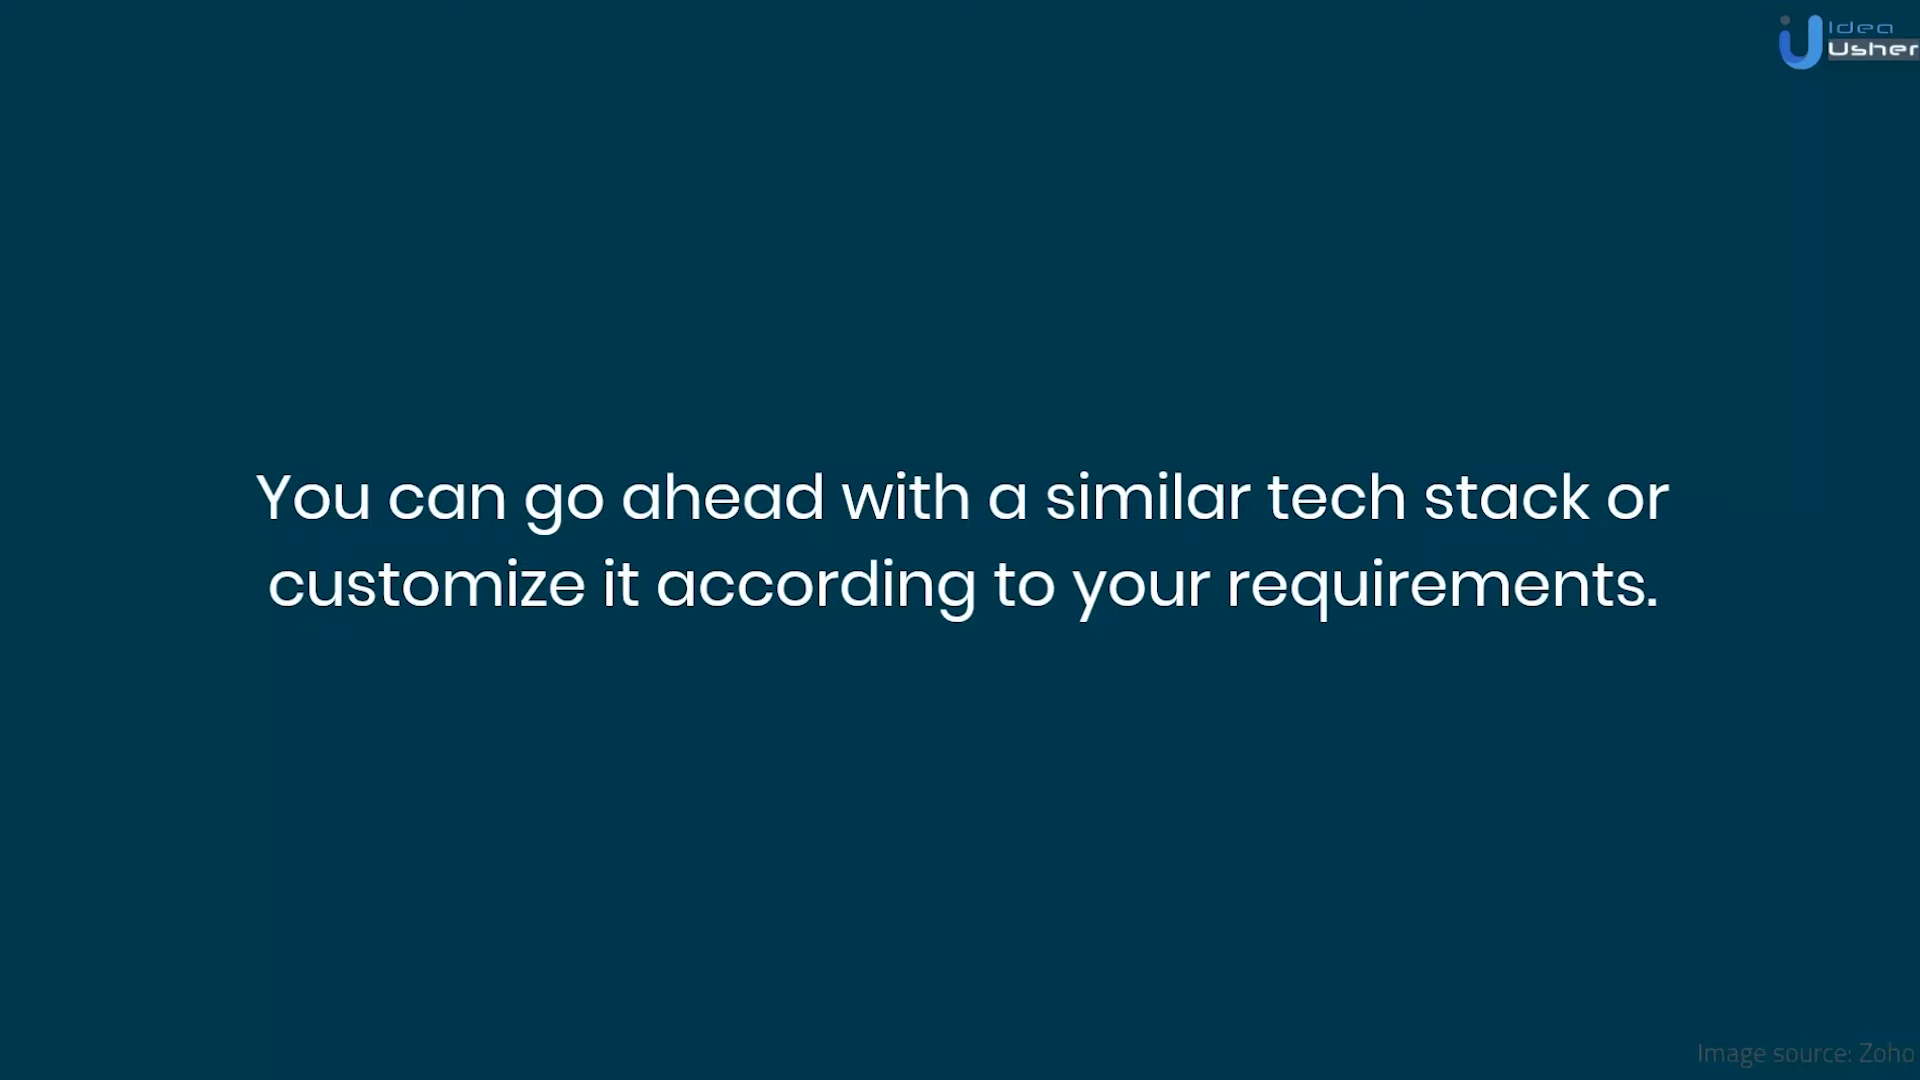 Idea
Usher
You can go ahead with a similar tech stack or
customize it according to your requirements.
Image source: Zoho